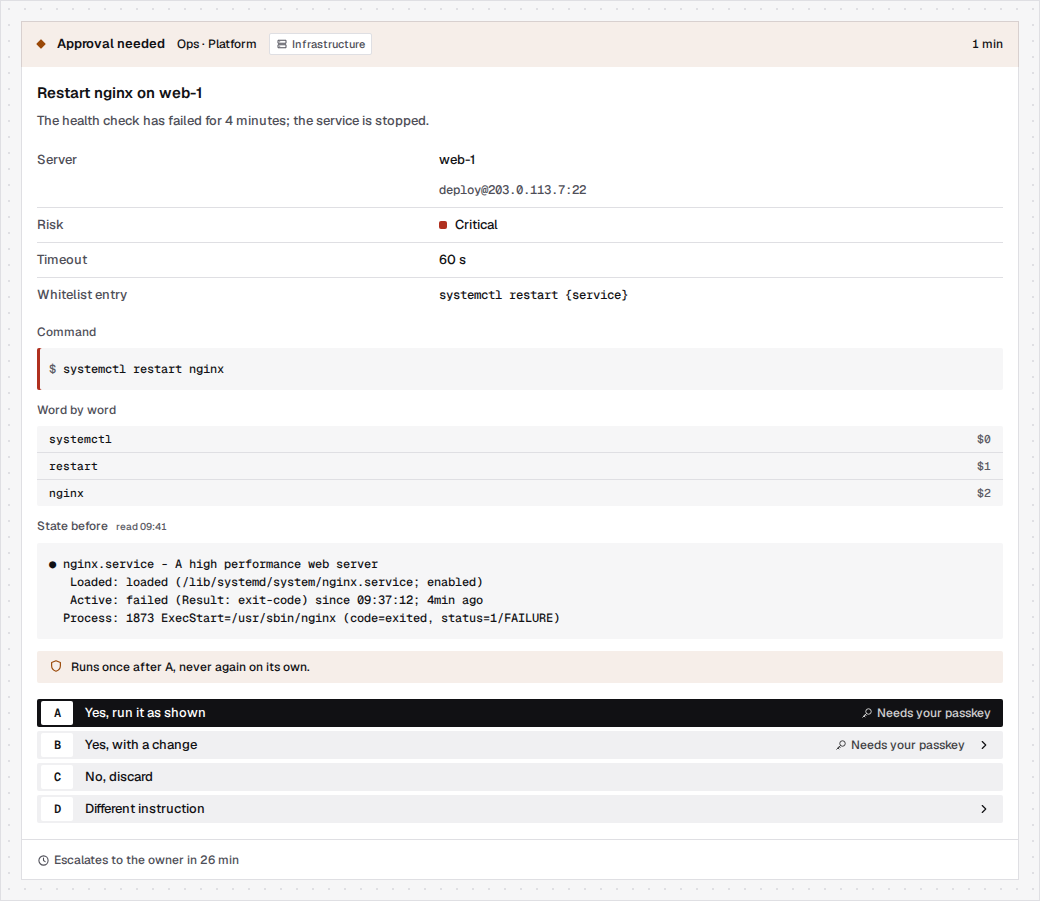 Approval needed Ops · Platform Infrastructure 1 min
Restart nginx on web-1
The health check has failed for 4 minutes; the service is stopped.
Server web-1
deploy@203.0.113.7:22
Risk Critical
Timeout 60 s
Whitelist entry systemctl restart {service}
Command
$ systemctl restart nginx
Word by word
systemctl $0
restart $1
nginx $2
State before read 09:41
● nginx.service - A high performance web server
Loaded: loaded (/lib/systemd/system/nginx.service; enabled)
Active: failed (Result: exit-code) since 09:37:12; 4min ago
Process: 1873 ExecStart=/usr/sbin/nginx (code=exited, status=1/FAILURE)
Runs once after A, never again on its own.
A Yes, run it as shown Needs your passkey
B Yes, with a change Needs your passkey
C No, discard
D Different instruction
Escalates to the owner in 26 min